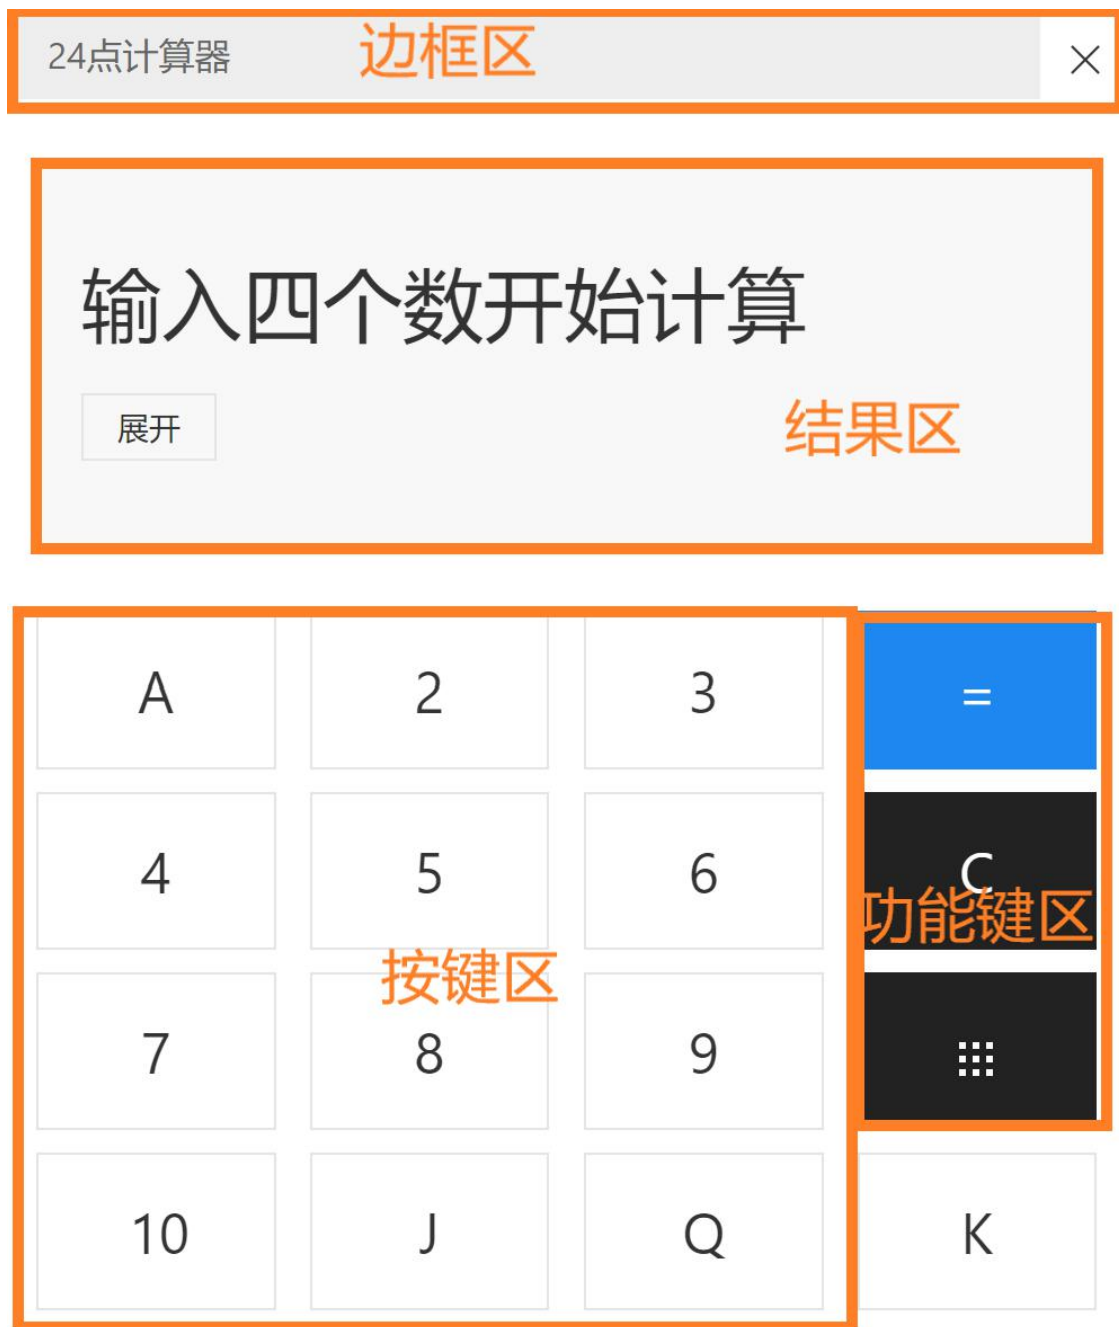 24点计算器 边框区
输入四个数开始计算
展开
结果区
A 2 3 =
4 5 6 C
功能键区
按键区
7 8 9
10 J Q K